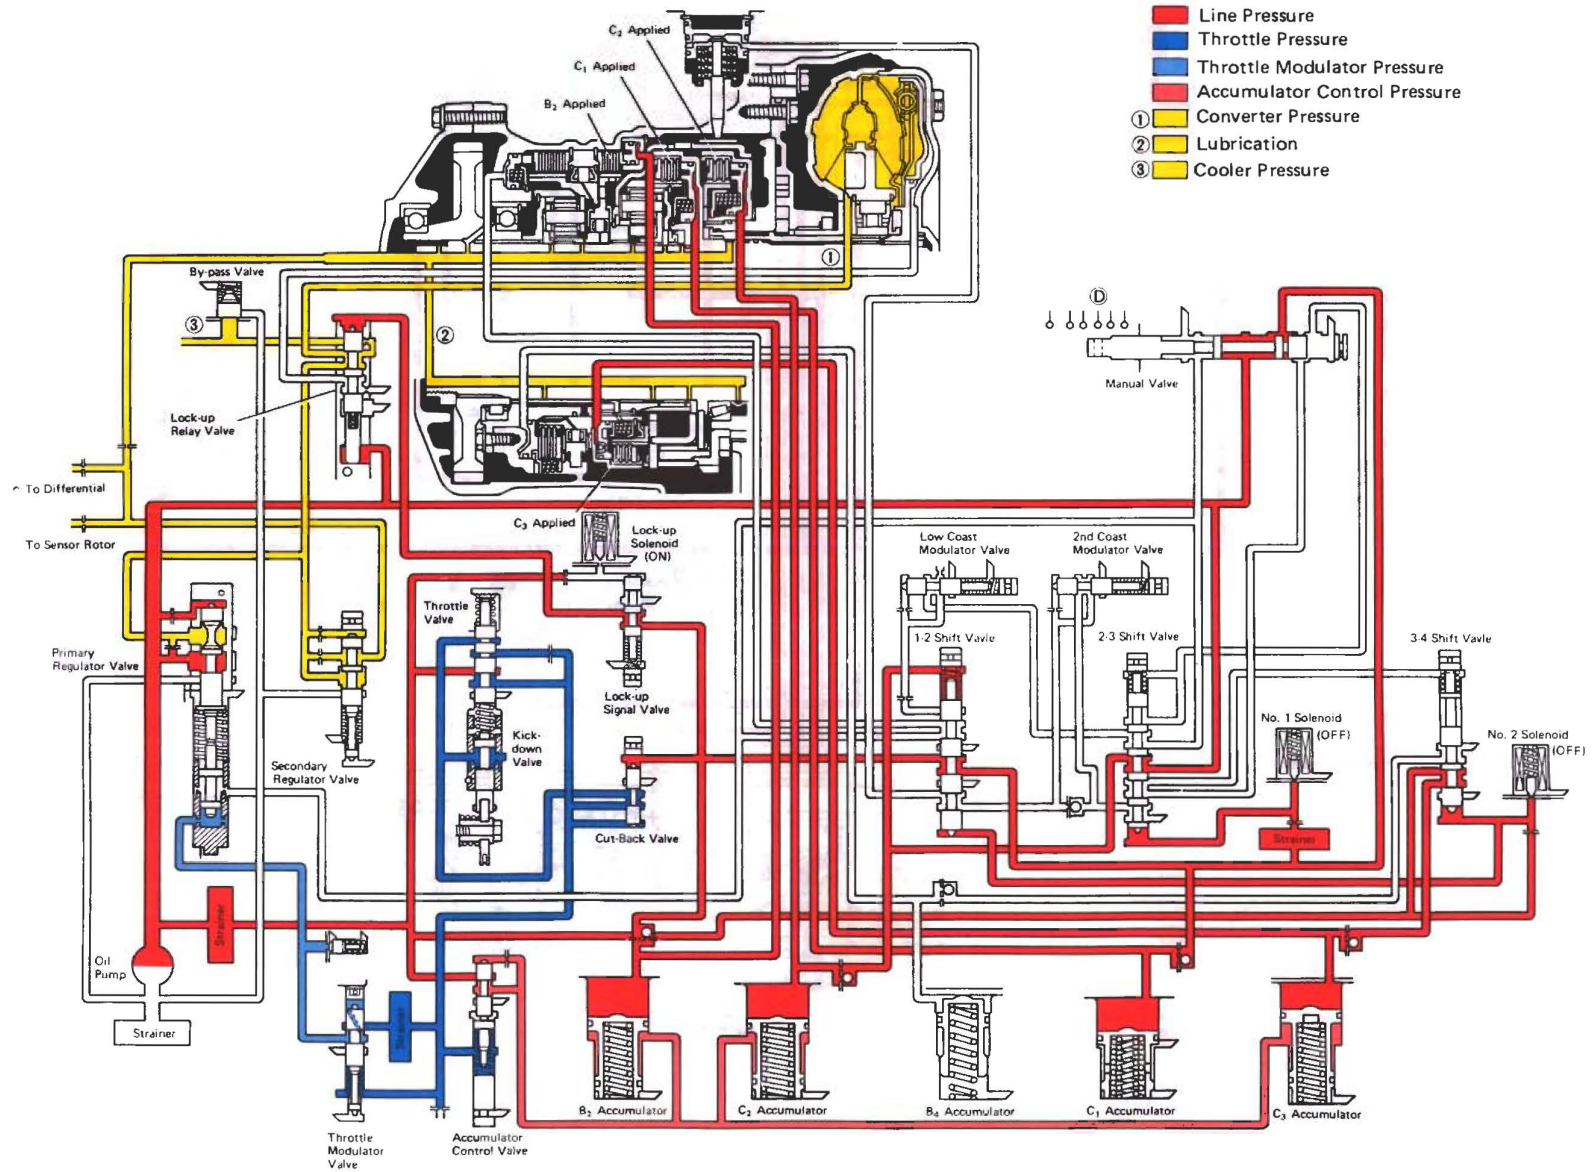 Line Pressure
Throttle Pressure
Throttle Modulator Pressure
Accumulator Control Pressure
① Converter Pressure
② Lubrication
③ Cooler Pressure
C₂ Applied
C₁ Applied
B₂ Applied
①
By-pass Valve
③
②
D
Manual Valve
Lock-up
Relay Valve
To Differential
To Sensor Rotor
C₃ Applied
Lock-up
Solenoid
(ON)
Low Coast
Modulator Valve
2nd Coast
Modulator Valve
Throttle
Valve
1-2 Shift Vavle
2-3 Shift Valve
3-4 Shift Vavle
Primary
Regulator Valve
Lock-up
Signal Valve
No. 1 Solenoid
(OFF)
No. 2 Solenoid
(OFF)
Kick-
down
Valve
Secondary
Regulator Valve
Cut-Back Valve
Strainer
Strainer
Oil
Pump
Strainer
Strainer
B₂ Accumulator
C₂ Accumulator
B₄ Accumulator
C₁ Accumulator
C₃ Accumulator
Throttle
Modulator
Valve
Accumulator
Control Valve